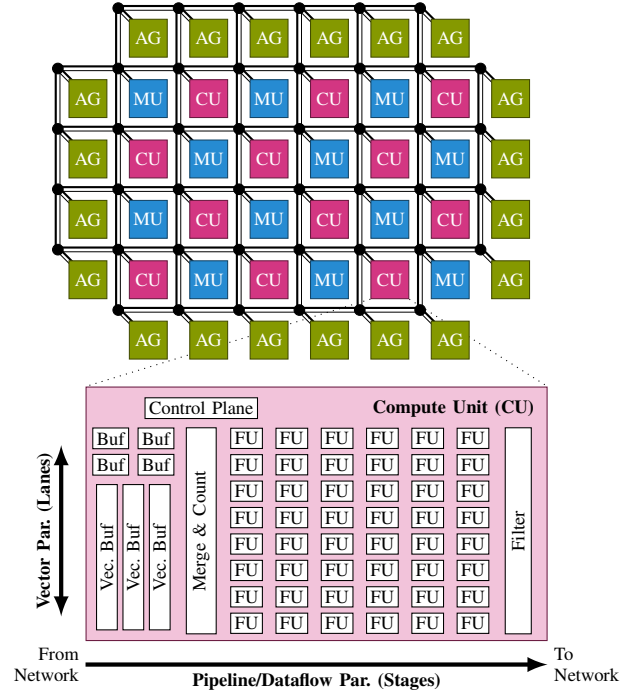 AG AG AG AG AG AG
AG MU CU MU CU MU CU AG
AG CU MU CU MU CU MU AG
AG MU CU MU CU MU CU AG
AG CU MU CU MU CU MU AG
AG AG AG AG AG AG
Control Plane Compute Unit (CU)
Buf Buf
Buf Buf
Vec. Buf Vec. Buf Vec. Buf
Merge & Count
FU FU FU FU FU FU
FU FU FU FU FU FU
FU FU FU FU FU FU
FU FU FU FU FU FU
FU FU FU FU FU FU
FU FU FU FU FU FU
FU FU FU FU FU FU
FU FU FU FU FU FU
Filter
Vector Par. (Lanes)
From
Network
Pipeline/Dataflow Par. (Stages)
To
Network